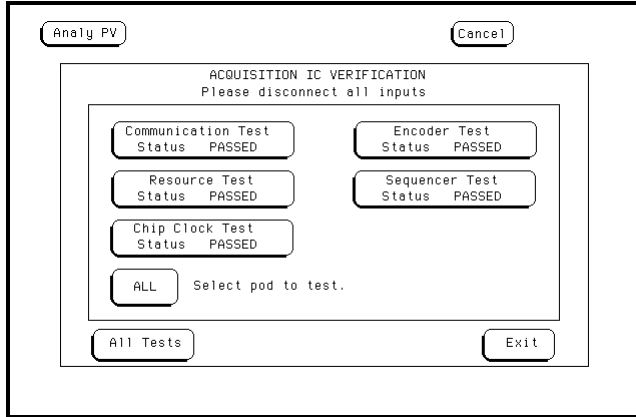 Analy PV
Cancel
ACQUISITION IC VERIFICATION
Please disconnect all inputs
Communication Test
Status PASSED
Encoder Test
Status PASSED
Resource Test
Status PASSED
Sequencer Test
Status PASSED
Chip Clock Test
Status PASSED
ALL
Select pod to test.
All Tests
Exit